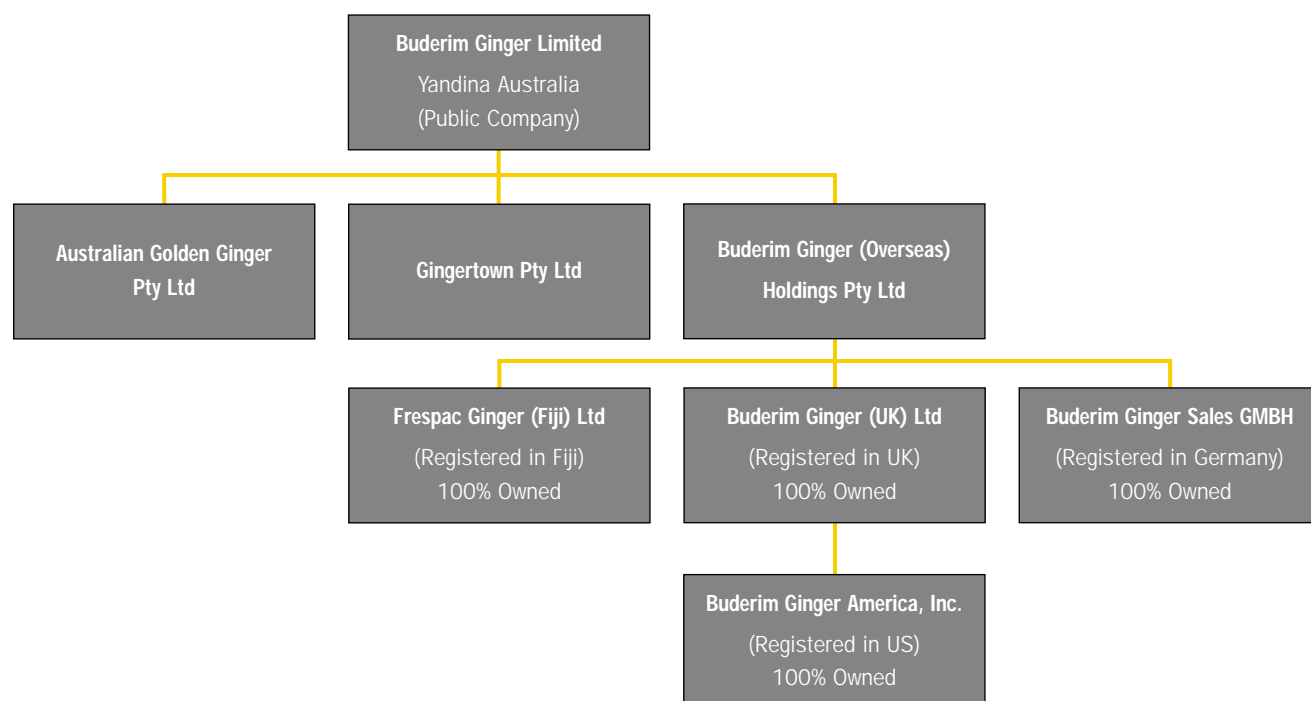 Buderim Ginger Limited
Yandina Australia
(Public Company)
Australian Golden Ginger
Pty Ltd
Gingertown Pty Ltd
Buderim Ginger (Overseas)
Holdings Pty Ltd
Frespac Ginger (Fiji) Ltd
(Registered in Fiji)
100% Owned
Buderim Ginger (UK) Ltd
(Registered in UK)
100% Owned
Buderim Ginger Sales GMBH
(Registered in Germany)
100% Owned
Buderim Ginger America, Inc.
(Registered in US)
100% Owned